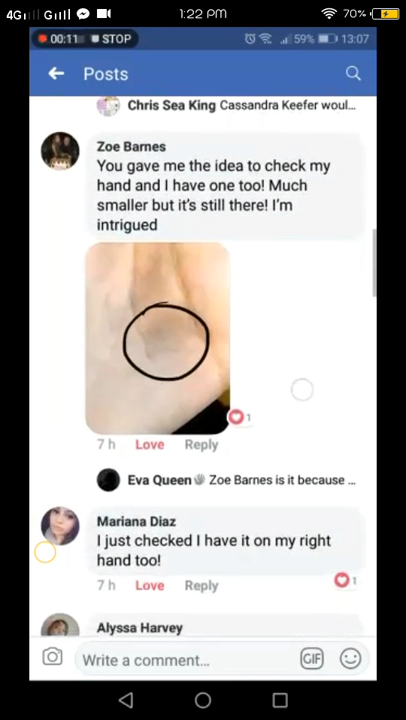 4G G 1:22 P.M. 70%
00:11 STOP 59% 13:07
Posts
Chris Sea King Cassandra Keefer woul...
Zoe Barnes
You gave me the idea to check my
hand and I have one too! Much
smaller but it's still there! I'm
intrigued
1
7 h Love Reply
Eva Queen Zoe Barnes is it because ...
Mariana Diaz
I just checked I have it on my right
hand too!
7 h Love Reply 1
Alyssa Harvey
Write a comment... GIF